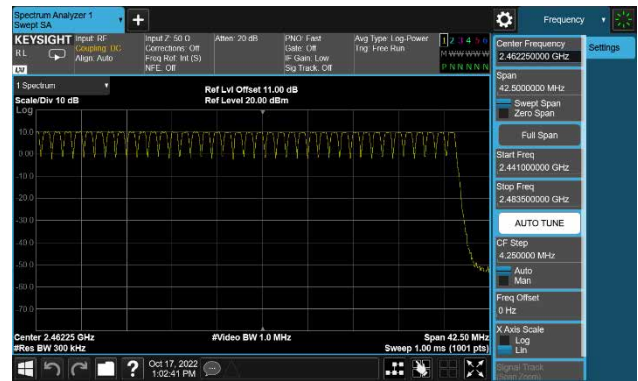 Spectrum Analyzer 1
Swept SA
+
Frequency
KEYSIGHT
RL
LXI
Input: RF
Coupling: DC
Align: Auto
Input Z: 50 Ω
Corrections: Off
Freq Ref: Int (S)
NFE: Off
Atten: 20 dB
PNO: Fast
Gate: Off
IF Gain: Low
Sig Track: Off
Avg Type: Log-Power
Trig: Free Run
1 2 3 4 5 6
M W W W W W
P N N N N N
Center Frequency
2.462250000 GHz
Settings
Span
42.5000000 MHz
Swept Span
Zero Span
Full Span
Start Freq
2.441000000 GHz
Stop Freq
2.483500000 GHz
AUTO TUNE
CF Step
4.250000 MHz
Auto
Man
Freq Offset
0 Hz
X Axis Scale
Log
Lin
Signal Track
(Span Zoom)
1 Spectrum
Scale/Div 10 dB
Log
Ref Lvl Offset 11.00 dB
Ref Level 20.00 dBm
10.0
0.00
-10.0
-20.0
-30.0
-40.0
-50.0
-60.0
-70.0
Center 2.46225 GHz
#Res BW 300 kHz
#Video BW 1.0 MHz
Span 42.50 MHz
Sweep 1.00 ms (1001 pts)
?
Oct 17, 2022
1:02:41 PM